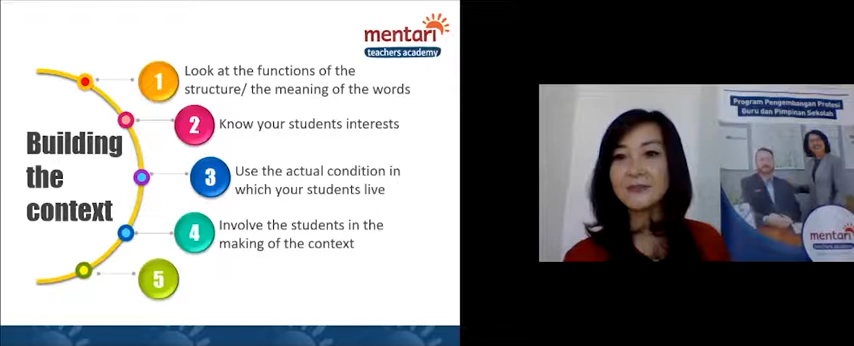 mentari
teachers academy
1
Look at the functions of the
structure/ the meaning of the words
2
Know your students interests
Building
the
context
3
Use the actual condition in
which your students live
4
Involve the students in the
making of the context
5
Program Pengembangan Profesi
Guru dan Pimpinan Sekolah
mentari
teachers academy